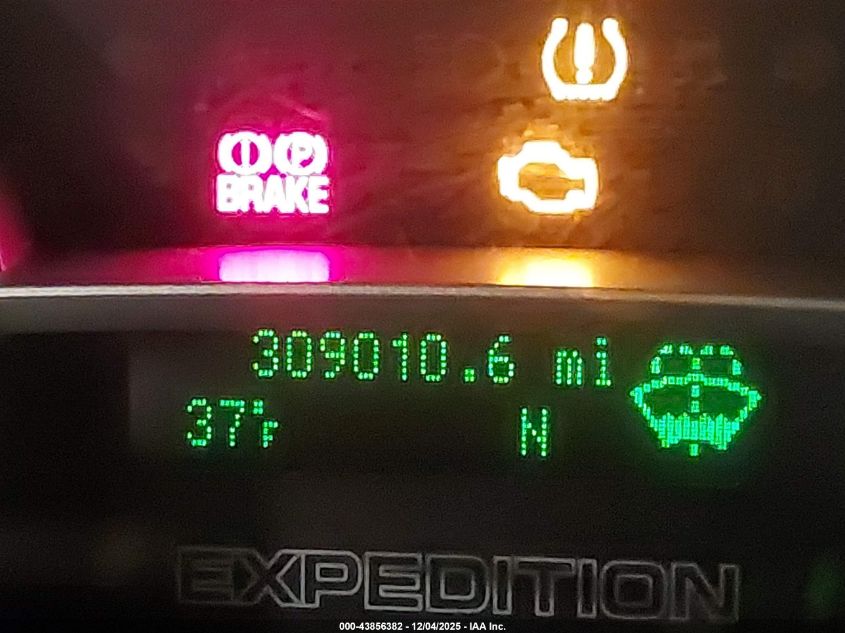 (!) (P)
BRAKE
309010.6 mi
37°F N
EXPEDITION
000-43856382 - 12/04/2025 - IAA Inc.